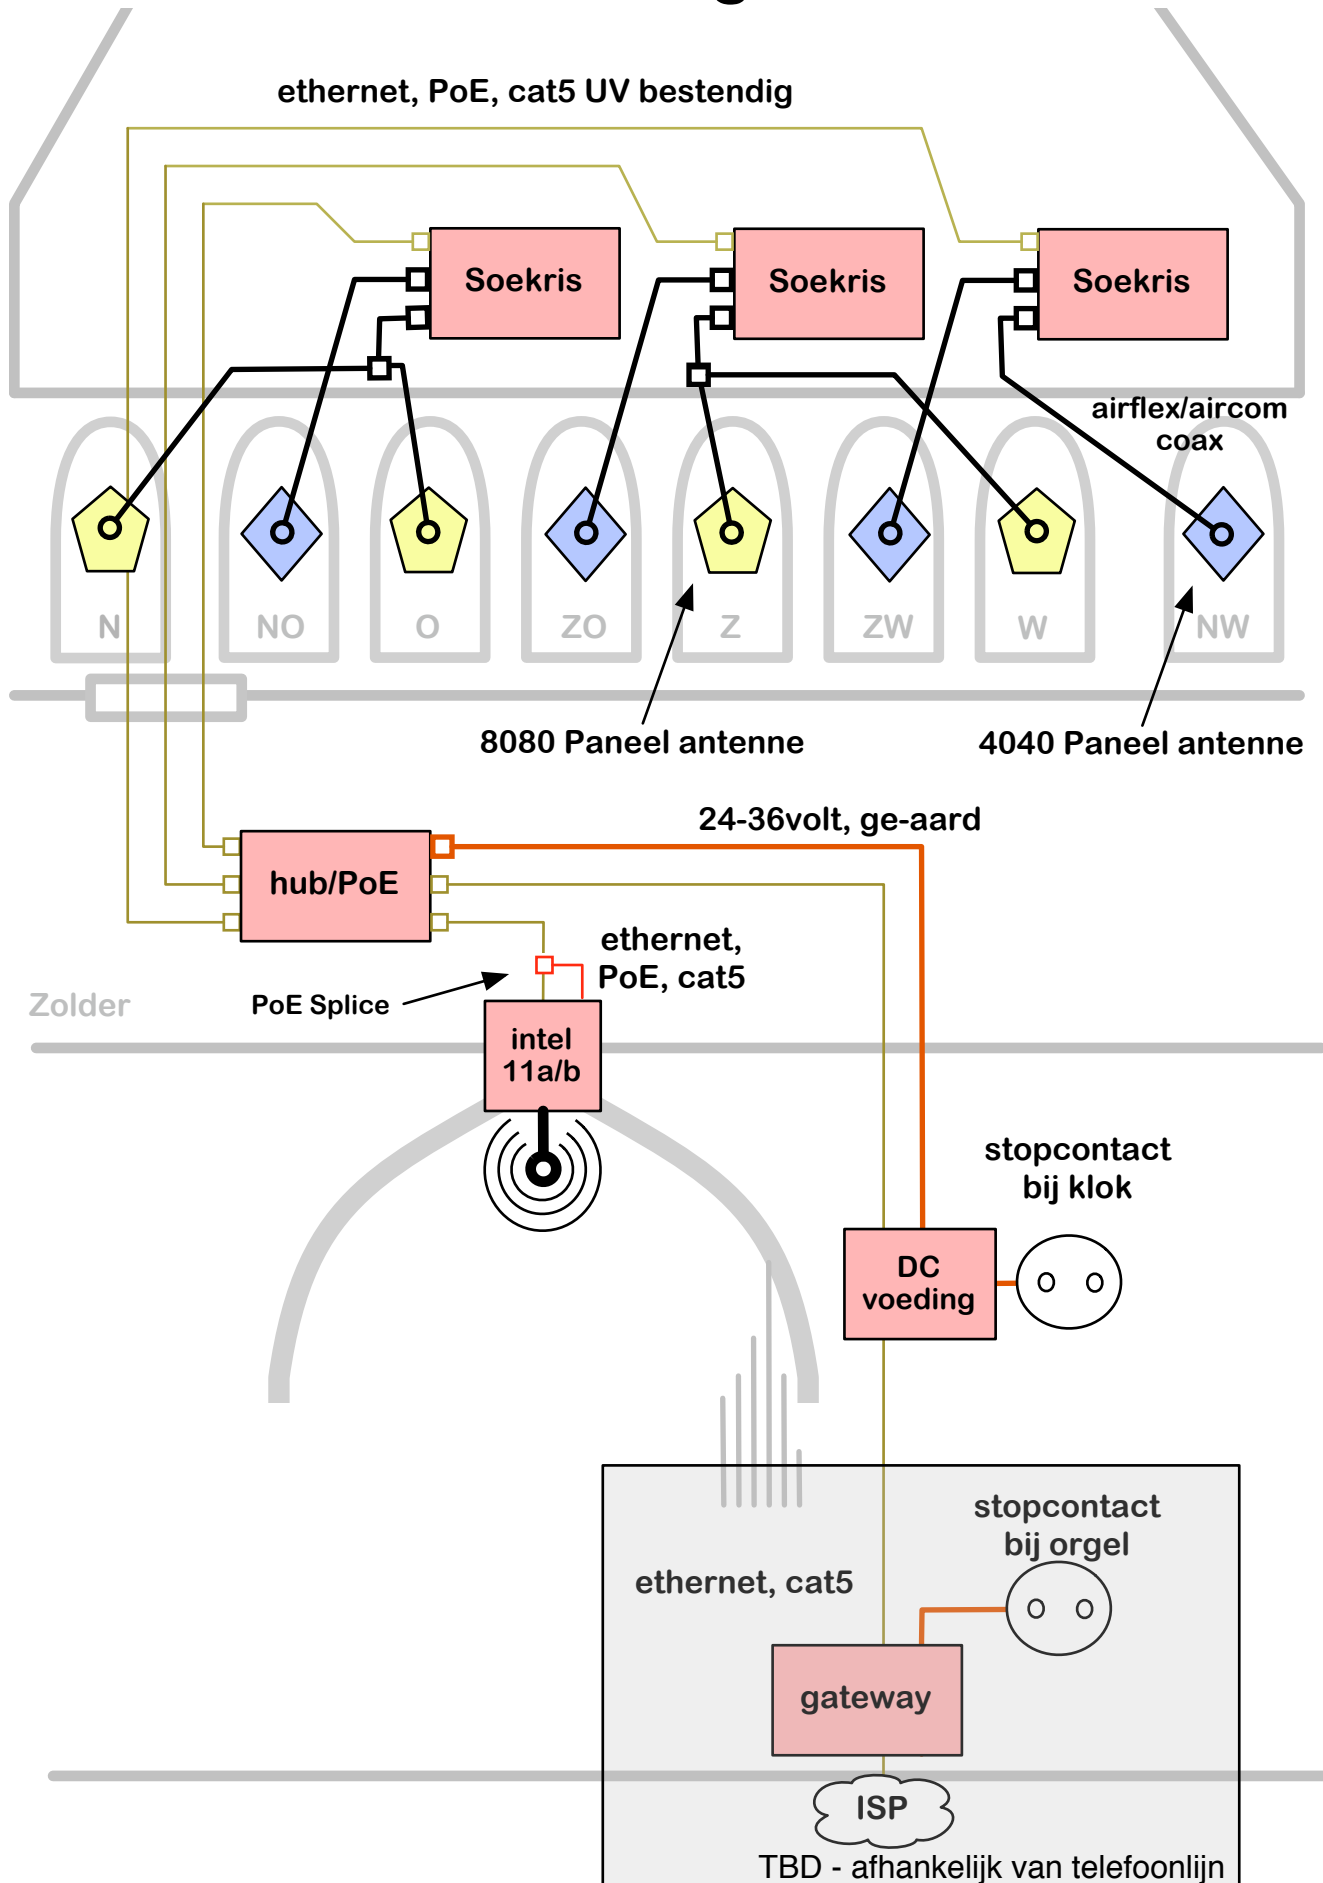 ethernet, PoE, cat5 UV bestendig
Soekris
Soekris
Soekris
airflex/aircom
coax
N
NO
O
ZO
Z
ZW
W
NW
8080 Paneel antenne
4040 Paneel antenne
24-36volt, ge-aard
hub/PoE
ethernet,
PoE, cat5
Zolder
PoE Splice
intel
11a/b
stopcontact
bij klok
DC
voeding
stopcontact
bij orgel
ethernet, cat5
gateway
ISP
TBD - afhankelijk van telefoonlijn